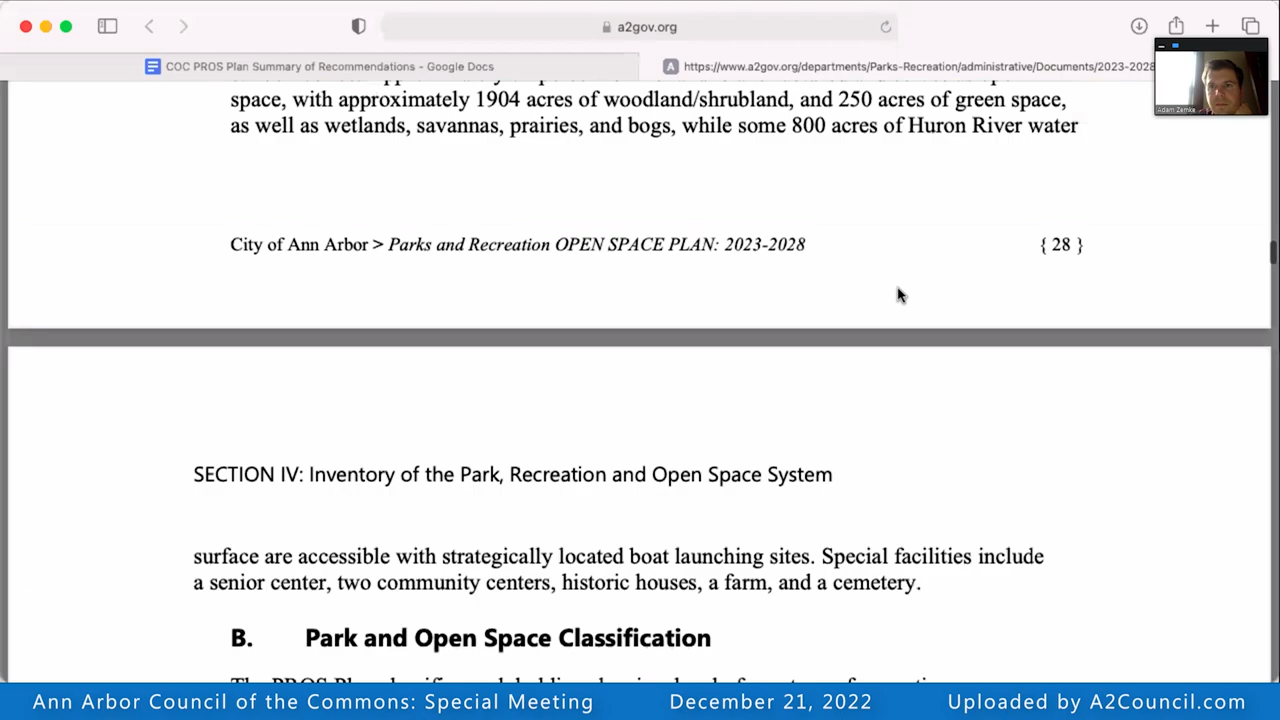 a2gov.org
COC PROS Plan Summary of Recommendations - Google Docs
https://www.a2gov.org/departments/Parks-Recreation/administrative/Documents/2023-2028
Adam Zemke
space, with approximately 1904 acres of woodland/shrubland, and 250 acres of green space,
as well as wetlands, savannas, prairies, and bogs, while some 800 acres of Huron River water
City of Ann Arbor > Parks and Recreation OPEN SPACE PLAN: 2023-2028 { 28 }
SECTION IV: Inventory of the Park, Recreation and Open Space System
surface are accessible with strategically located boat launching sites. Special facilities include
a senior center, two community centers, historic houses, a farm, and a cemetery.
B. Park and Open Space Classification
Ann Arbor Council of the Commons: Special Meeting December 21, 2022 Uploaded by A2Council.com